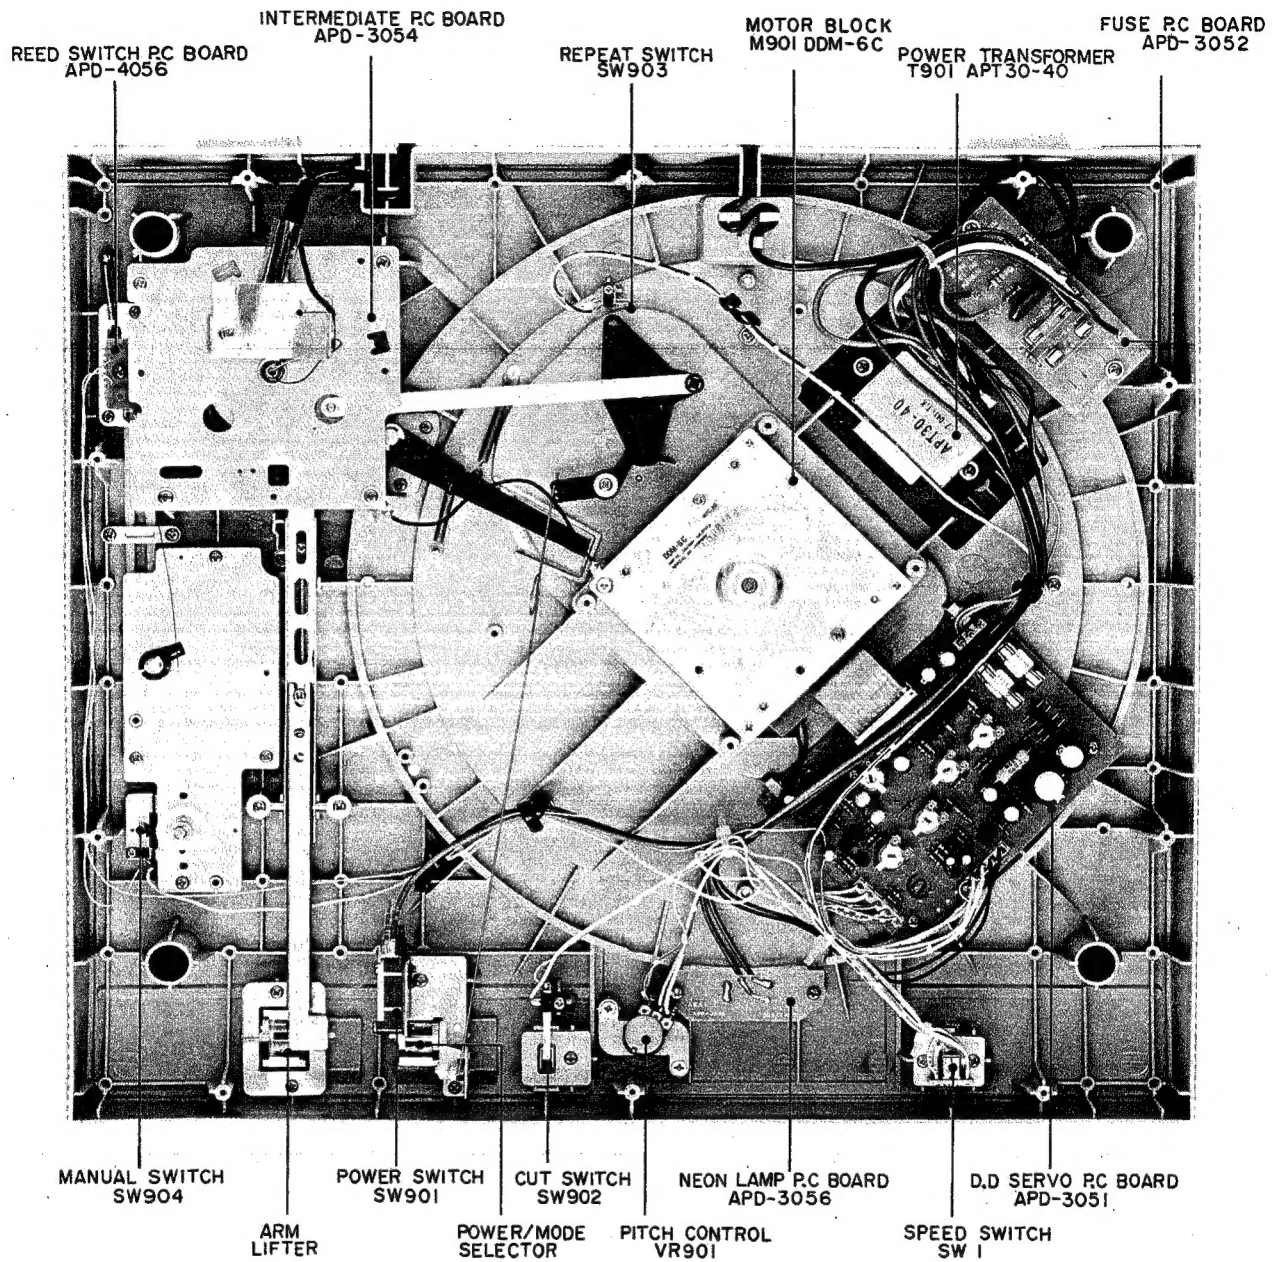 INTERMEDIATE P.C BOARD
APD-3054
MOTOR BLOCK
M901 DDM-6C
FUSE P.C BOARD
APD-3052
REED SWITCH P.C BOARD
APD-4056
REPEAT SWITCH
SW903
POWER TRANSFORMER
T901 APT30-40
APT30-40
DDM-6C
MANUAL SWITCH
SW904
POWER SWITCH
SW901
CUT SWITCH
SW902
NEON LAMP P.C BOARD
APD-3056
D.D SERVO P.C BOARD
APD-3051
ARM
LIFTER
POWER/MODE
SELECTOR
PITCH CONTROL
VR901
SPEED SWITCH
SW 1